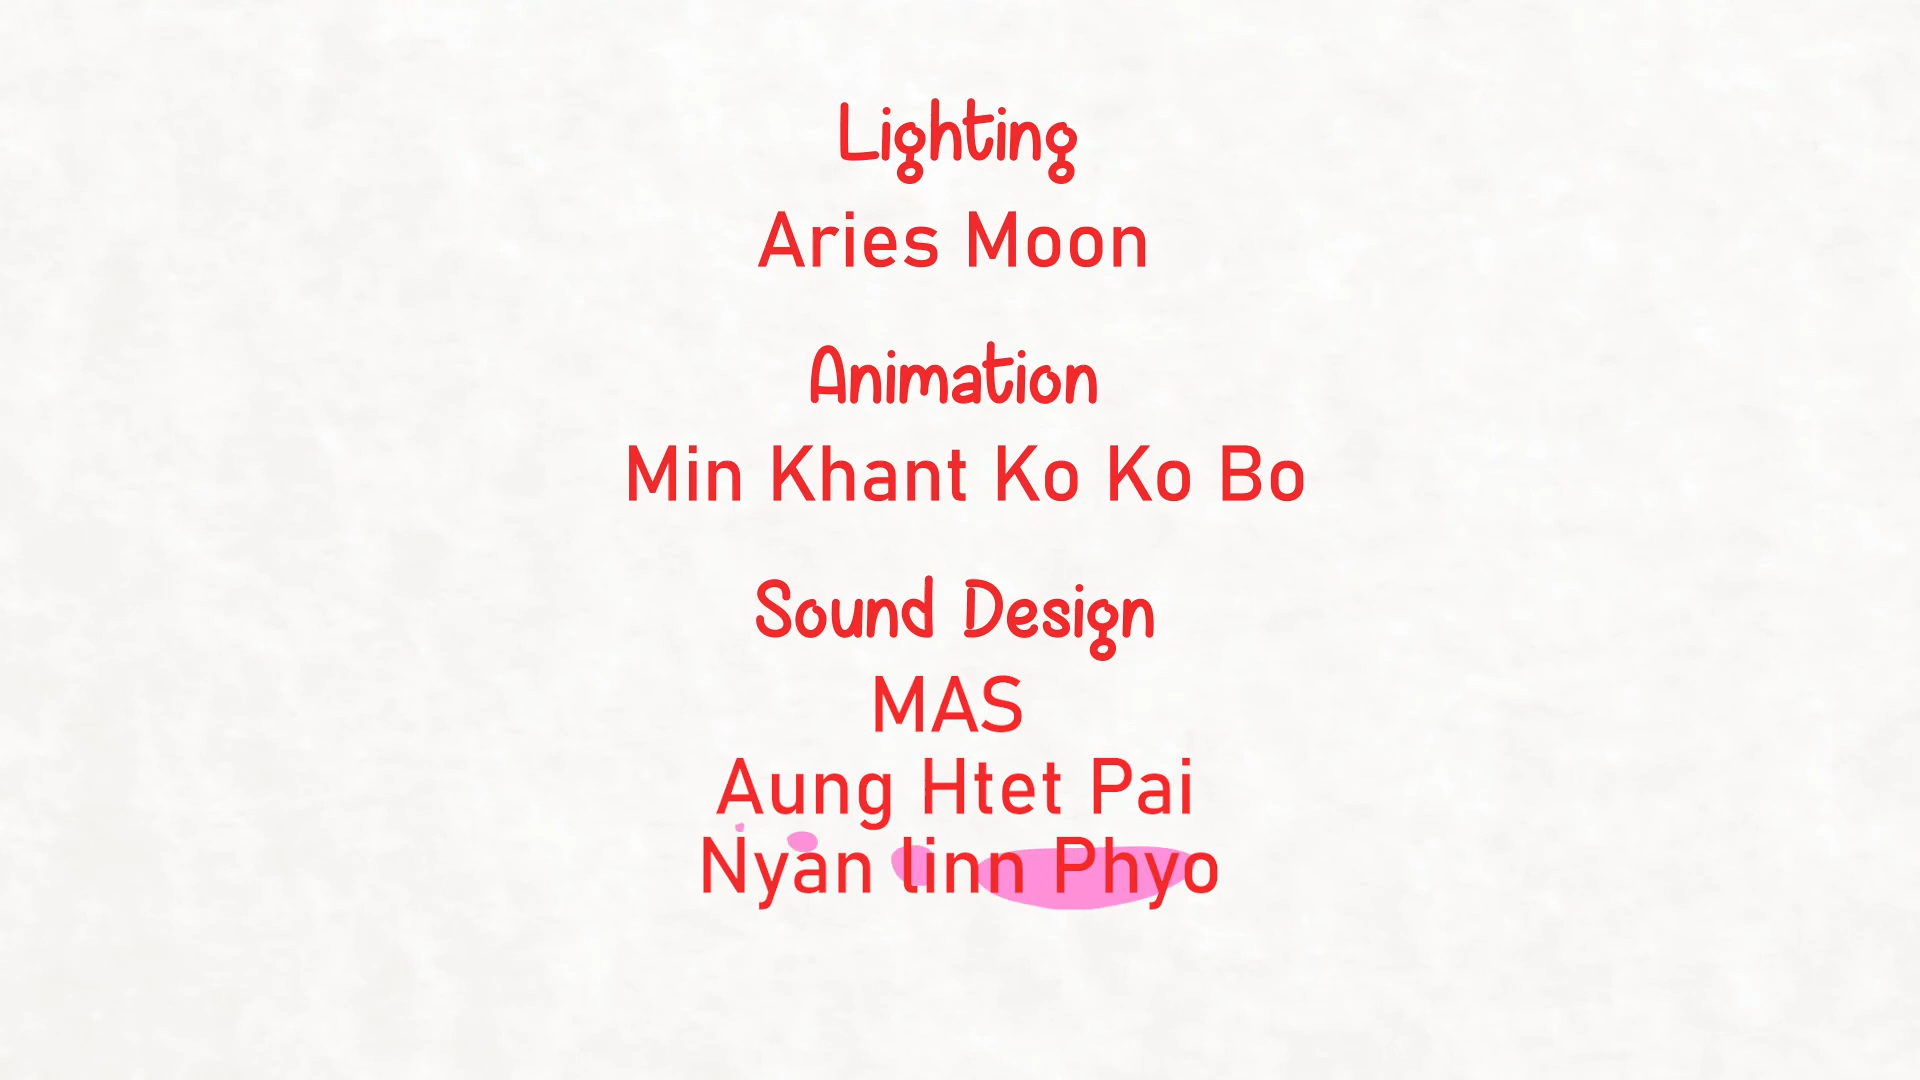 Lighting
Aries Moon
Animation
Min Khant Ko Ko Bo
Sound Design
MAS
Aung Htet Pai
Nyan linn Phyo